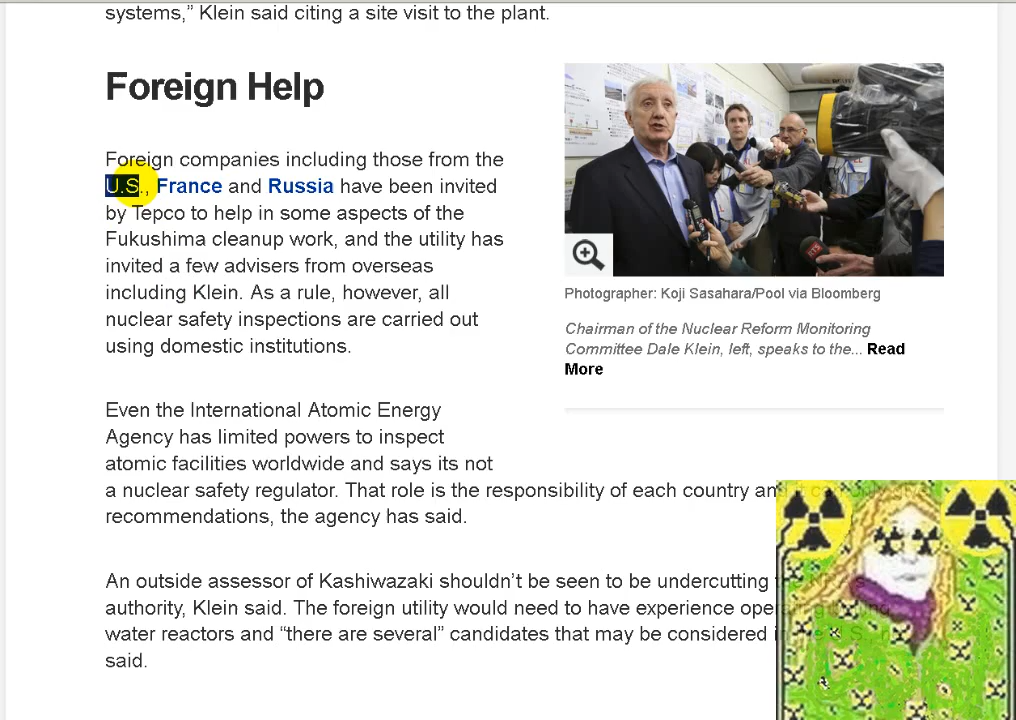 systems,” Klein said citing a site visit to the plant.
Foreign Help
Foreign companies including those from the
U.S., France and Russia have been invited
by Tepco to help in some aspects of the
Fukushima cleanup work, and the utility has
invited a few advisers from overseas
including Klein. As a rule, however, all
nuclear safety inspections are carried out
using domestic institutions.
Photographer: Koji Sasahara/Pool via Bloomberg
Chairman of the Nuclear Reform Monitoring
Committee Dale Klein, left, speaks to the... Read
More
Even the International Atomic Energy
Agency has limited powers to inspect
atomic facilities worldwide and says its not
a nuclear safety regulator. That role is the responsibility of each country and it can
recommendations, the agency has said.
An outside assessor of Kashiwazaki shouldn’t be seen to be undercutting
authority, Klein said. The foreign utility would need to have experience
water reactors and “there are several” candidates that may be considered in
said.